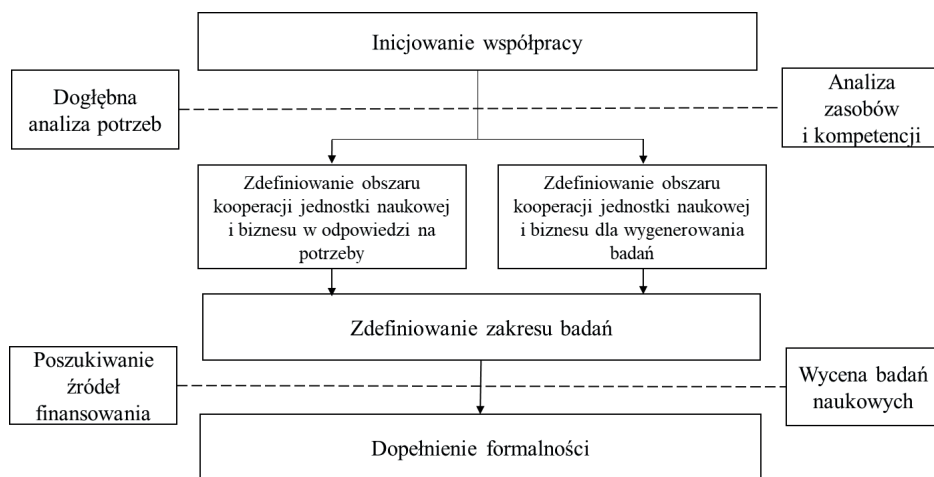 Inicjowanie współpracy
Dogłębna
analiza potrzeb
Analiza
zasobów
i kompetencji
Zdefiniowanie obszaru
kooperacji jednostki naukowej
i biznesu w odpowiedzi na
potrzeby
Zdefiniowanie obszaru
kooperacji jednostki naukowej
i biznesu dla wygenerowania
badań
Zdefiniowanie zakresu badań
Poszukiwanie
źródeł
finansowania
Wycena badań
naukowych
Dopełnienie formalności